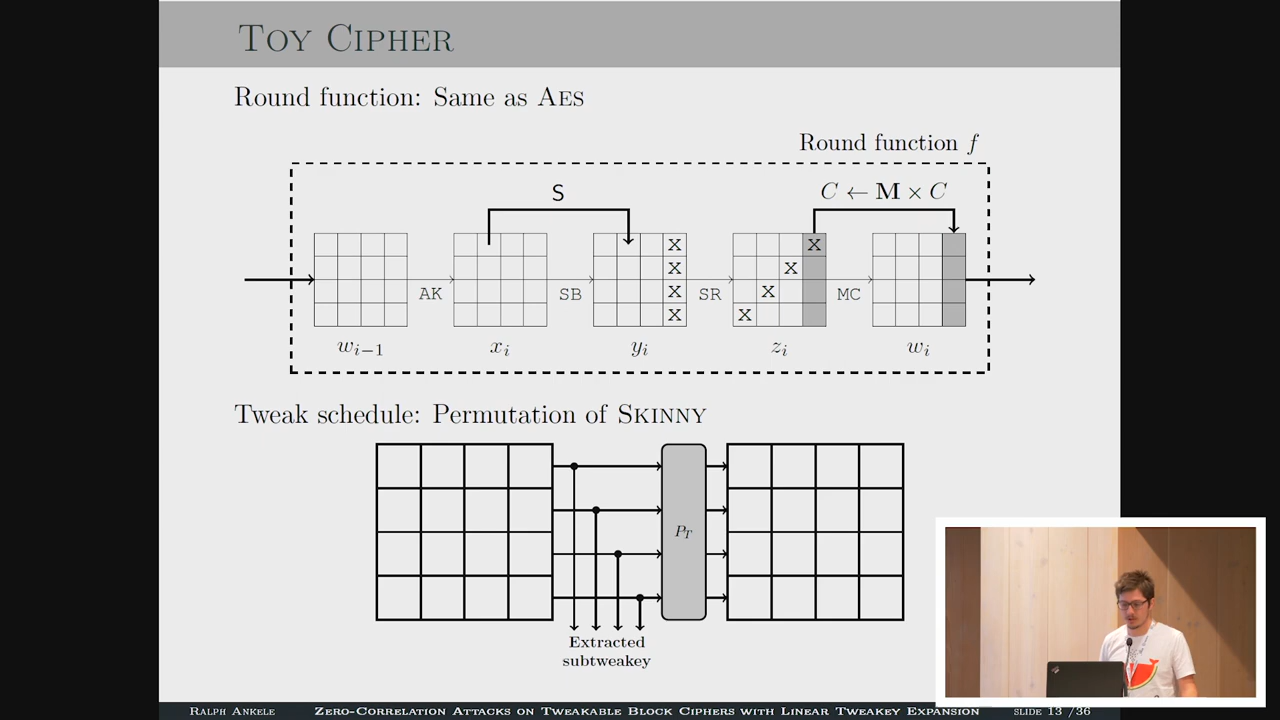 TOY CIPHER
Round function: Same as AES
Round function f
S
C ← M × C
X X
X X
X X
X X
AK SB SR MC
w_{i−1} x_i y_i z_i w_i
Tweak schedule: Permutation of SKINNY
P_T
Extracted
subtweakey
RALPH ANKELE ZERO-CORRELATION ATTACKS ON TWEAKABLE BLOCK CIPHERS WITH LINEAR TWEAKEY EXPANSION SLIDE 13 /36